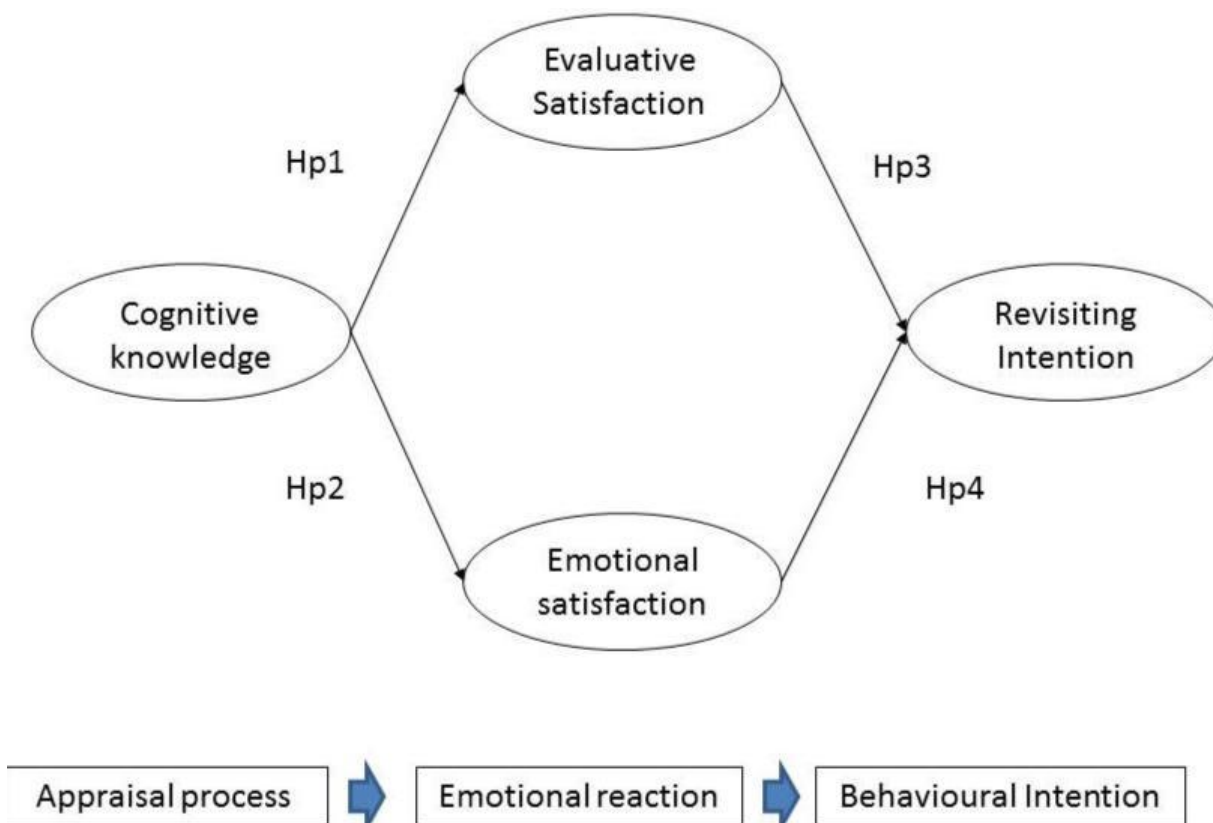 Evaluative
Satisfaction
Hp1
Hp3
Cognitive
knowledge
Revisiting
Intention
Hp2
Hp4
Emotional
satisfaction
Appraisal process
Emotional reaction
Behavioural Intention